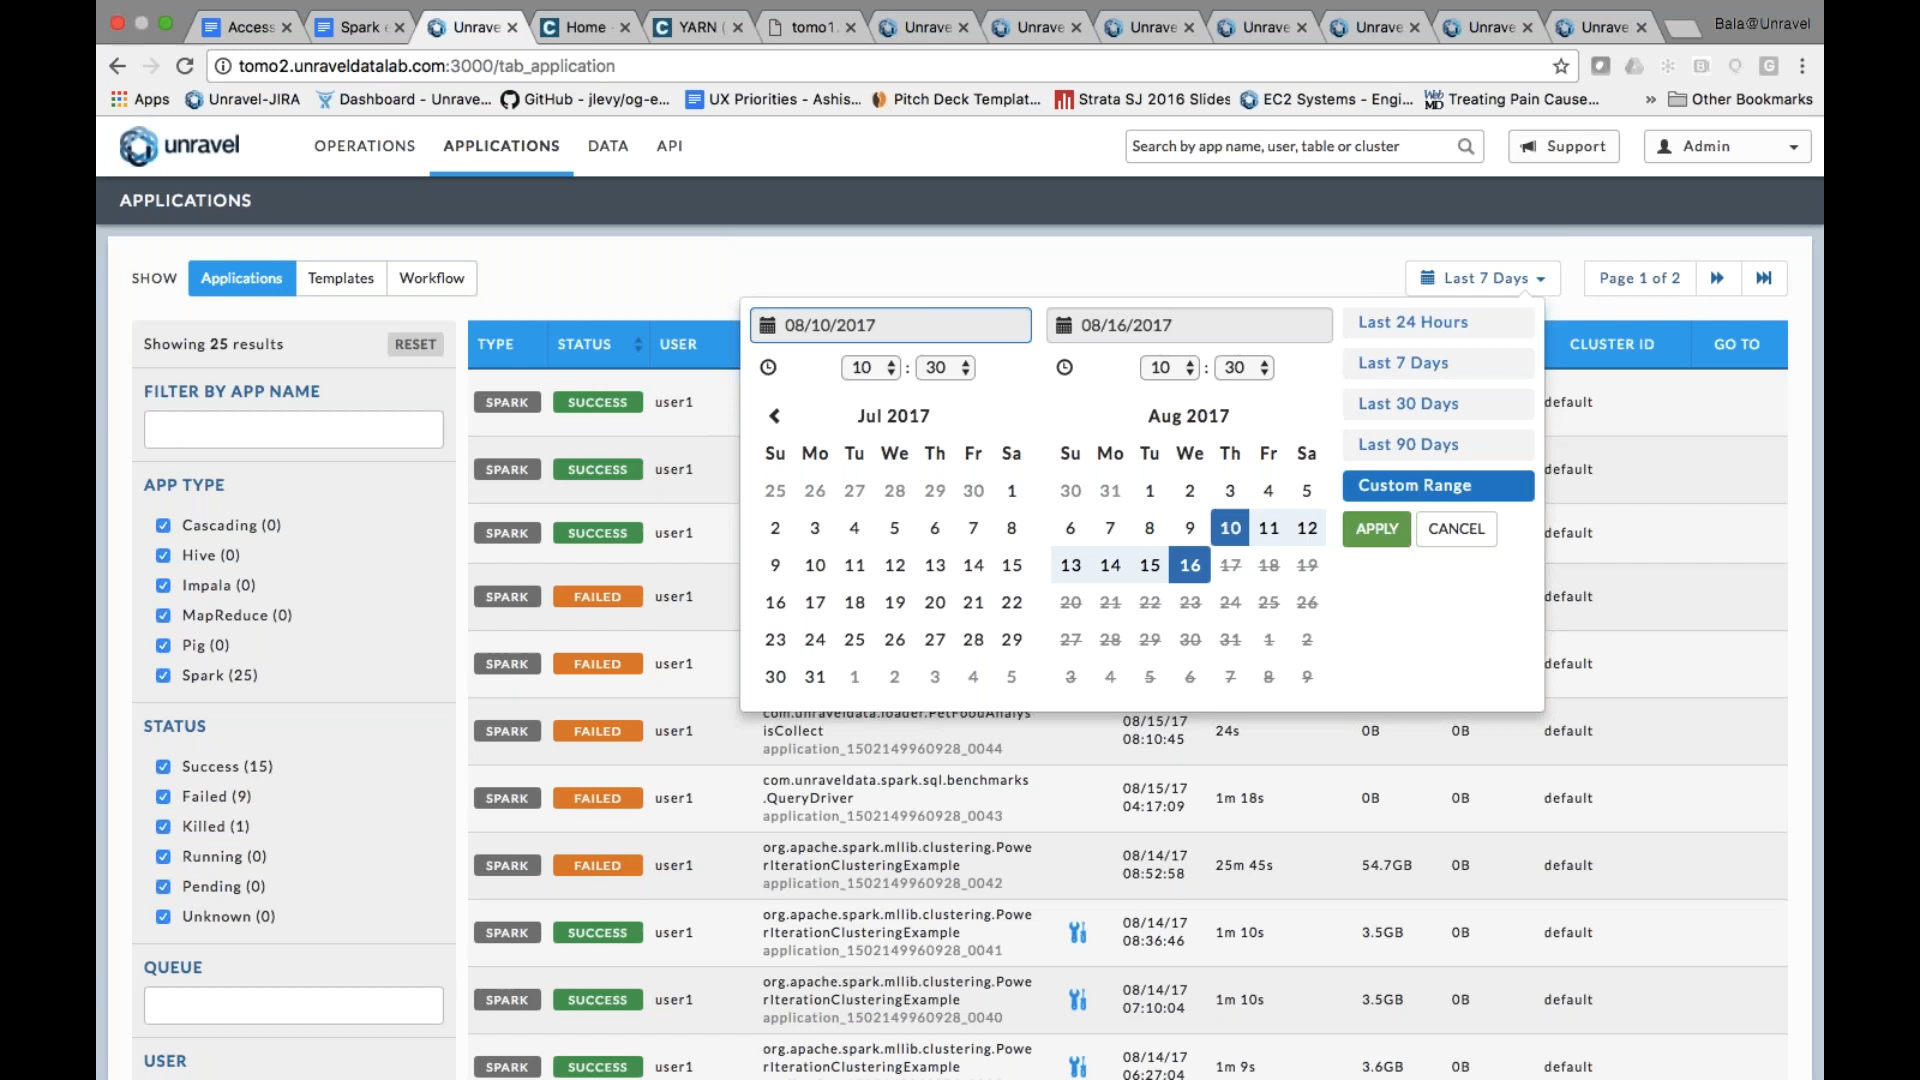 Access
Spark e
Unrave
Home -
YARN (
tomo1.
Unrave
Unrave
Unrave
Unrave
Unrave
Unrave
Unrave
Bala@Unravel
tomo2.unraveldatalab.com:3000/tab_application
Apps
Unravel-JIRA
Dashboard - Unrave...
GitHub - jlevy/og-e...
UX Priorities - Ashis...
Pitch Deck Templat...
Strata SJ 2016 Slides
EC2 Systems - Engi...
Web MD
Treating Pain Cause...
»
Other Bookmarks
unravel
OPERATIONS
APPLICATIONS
DATA
API
Search by app name, user, table or cluster
Support
Admin
APPLICATIONS
SHOW
Applications
Templates
Workflow
Last 7 Days
Page 1 of 2
Showing 25 results
RESET
FILTER BY APP NAME
APP TYPE
Cascading (0)
Hive (0)
Impala (0)
MapReduce (0)
Pig (0)
Spark (25)
STATUS
Success (15)
Failed (9)
Killed (1)
Running (0)
Pending (0)
Unknown (0)
QUEUE
USER
TYPE STATUS USER CLUSTER ID GO TO
08/10/2017
10 : 30
Jul 2017
Su Mo Tu We Th Fr Sa
25 26 27 28 29 30 1
2 3 4 5 6 7 8
9 10 11 12 13 14 15
16 17 18 19 20 21 22
23 24 25 26 27 28 29
30 31 1 2 3 4 5
08/16/2017
10 : 30
Aug 2017
Su Mo Tu We Th Fr Sa
30 31 1 2 3 4 5
6 7 8 9 10 11 12
13 14 15 16 17 18 19
20 21 22 23 24 25 26
27 28 29 30 31 1 2
3 4 5 6 7 8 9
Last 24 Hours
Last 7 Days
Last 30 Days
Last 90 Days
Custom Range
APPLY
CANCEL
SPARK SUCCESS user1 default
SPARK SUCCESS user1 default
SPARK SUCCESS user1 default
SPARK FAILED user1 default
SPARK FAILED user1 default
com.unraveldata.loader.PetFoodAnalys
08/15/17
SPARK FAILED user1 isCollect 24s 0B 0B default
08:10:45
application_1502149960928_0044
com.unraveldata.spark.sql.benchmarks
08/15/17
SPARK FAILED user1 .QueryDriver 1m 18s 0B 0B default
04:17:09
application_1502149960928_0043
org.apache.spark.mllib.clustering.Powe
08/14/17
SPARK FAILED user1 rIterationClusteringExample 25m 45s 54.7GB 0B default
08:52:58
application_1502149960928_0042
org.apache.spark.mllib.clustering.Powe
08/14/17
SPARK SUCCESS user1 rIterationClusteringExample 1m 10s 3.5GB 0B default
08:36:46
application_1502149960928_0041
org.apache.spark.mllib.clustering.Powe
08/14/17
SPARK SUCCESS user1 rIterationClusteringExample 1m 10s 3.5GB 0B default
07:10:04
application_1502149960928_0040
org.apache.spark.mllib.clustering.Powe
08/14/17
SPARK SUCCESS user1 rIterationClusteringExample 1m 9s 3.6GB 0B default
06:27:04